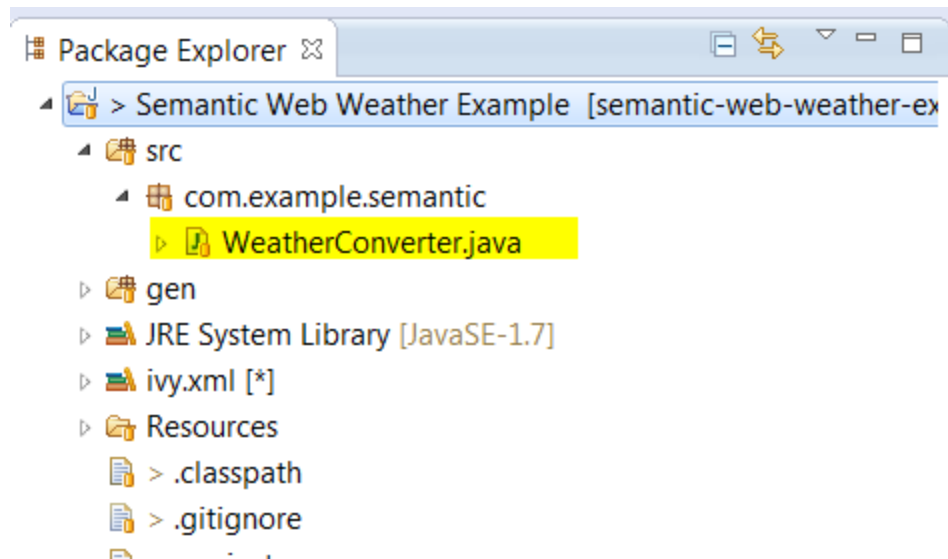 Package Explorer
> Semantic Web Weather Example [semantic-web-weather-ex
src
com.example.semantic
WeatherConverter.java
gen
JRE System Library [JavaSE-1.7]
ivy.xml [*]
Resources
> .classpath
> .gitignore